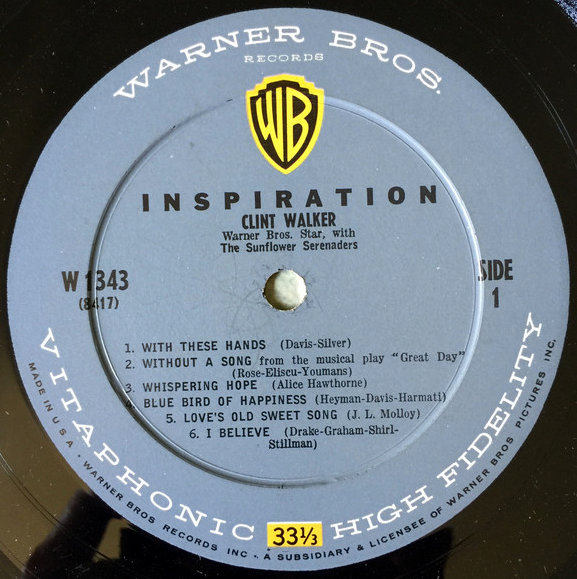 WARNER BROS.
RECORDS
WB
INSPIRATION
CLINT WALKER
Warner Bros. Star, with
The Sunflower Serenaders
W 1343
(8417)
SIDE
1
1. WITH THESE HANDS (Davis-Silver)
2. WITHOUT A SONG from the musical play "Great Day"
(Rose-Eliscu-Youmans)
3. WHISPERING HOPE (Alice Hawthorne)
4. BLUE BIRD OF HAPPINESS (Heyman-Davis-Harmati)
5. LOVE'S OLD SWEET SONG (J. L. Molloy)
6. I BELIEVE (Drake-Graham-Shirl-
Stillman)
VITAPHONIC HIGH FIDELITY
33⅓
MADE IN U.S.A. • WARNER BROS RECORDS INC • A SUBSIDIARY & LICENSEE OF WARNER BROS PICTURES INC.